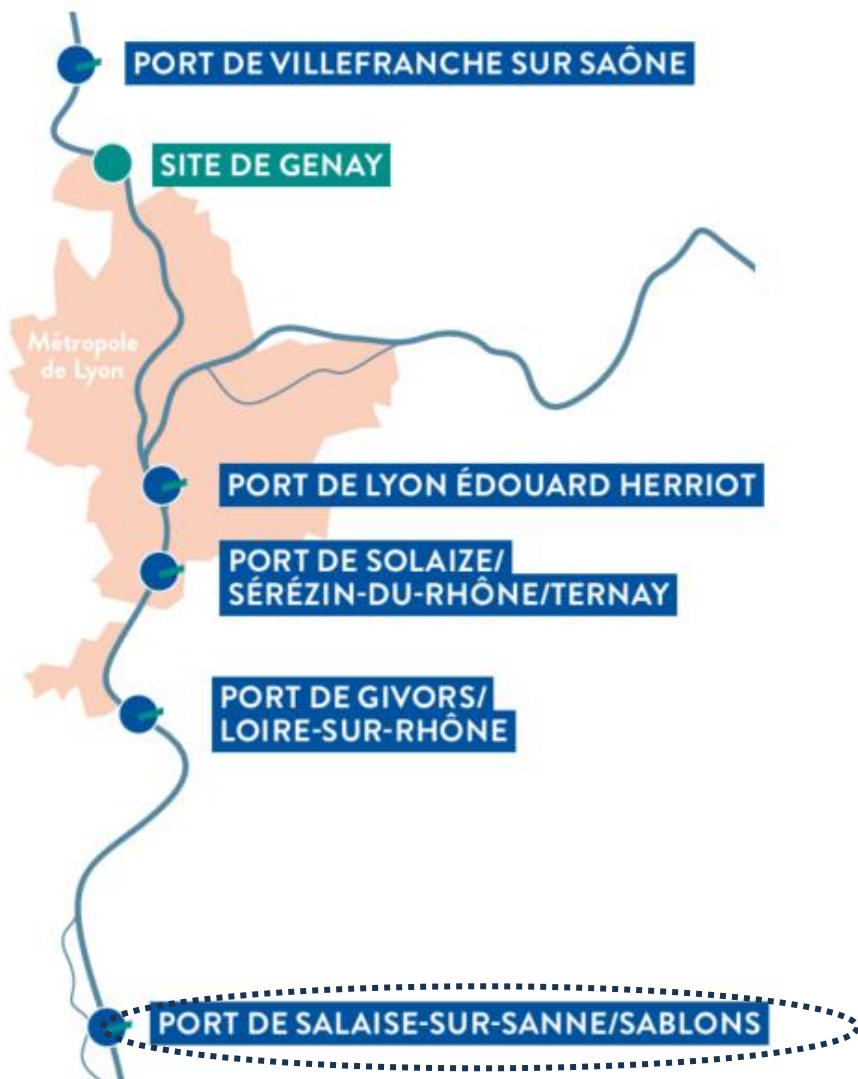 PORT DE VILLEFRANCHE SUR SAÔNE
SITE DE GENAY
Métropole
de Lyon
PORT DE LYON ÉDOUARD HERRIOT
PORT DE SOLAIZE/
SÉRÉZIN-DU-RHÔNE/TERNAY
PORT DE GIVORS/
LOIRE-SUR-RHÔNE
PORT DE SALAISE-SUR-SANNE/SABLONS